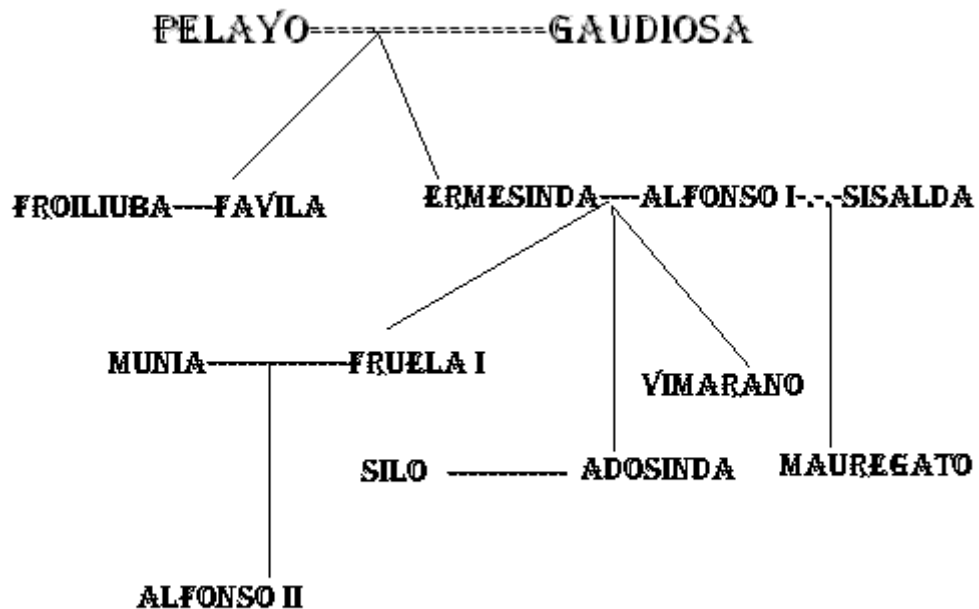 PELAYO---------------------GAUDIOSA
FROILIUBA----FAVILA
ERMESINDA----ALFONSO I-.-.-SISALDA
MUNIA--------------FRUELA I
VIMARANO
SILO ------------ ADOSINDA
MAUREGATO
ALFONSO II